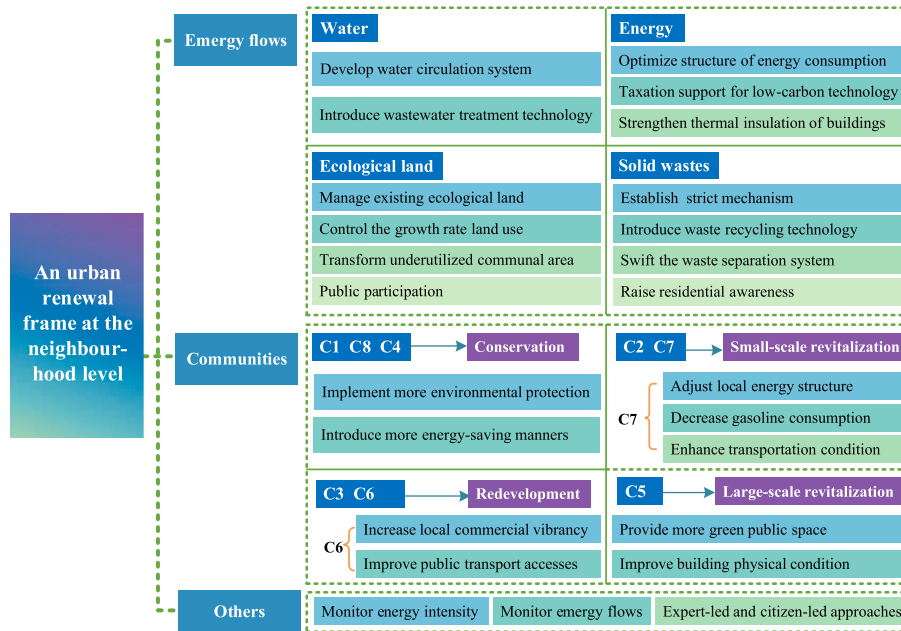 An urban
renewal
frame at the
neighbour-
hood level
Emergy flows
Water
Develop water circulation system
Introduce wastewater treatment technology
Energy
Optimize structure of energy consumption
Taxation support for low-carbon technology
Strengthen thermal insulation of buildings
Ecological land
Manage existing ecological land
Control the growth rate land use
Transform underutilized communal area
Public participation
Solid wastes
Establish strict mechanism
Introduce waste recycling technology
Swift the waste separation system
Raise residential awareness
Communities
C1 C8 C4 Conservation
Implement more environmental protection
Introduce more energy-saving manners
C2 C7 Small-scale revitalization
C7
Adjust local energy structure
Decrease gasoline consumption
Enhance transportation condition
C3 C6 Redevelopment
C6
Increase local commercial vibrancy
Improve public transport accesses
C5 Large-scale revitalization
Provide more green public space
Improve building physical condition
Others
Monitor energy intensity
Monitor emergy flows
Expert-led and citizen-led approaches